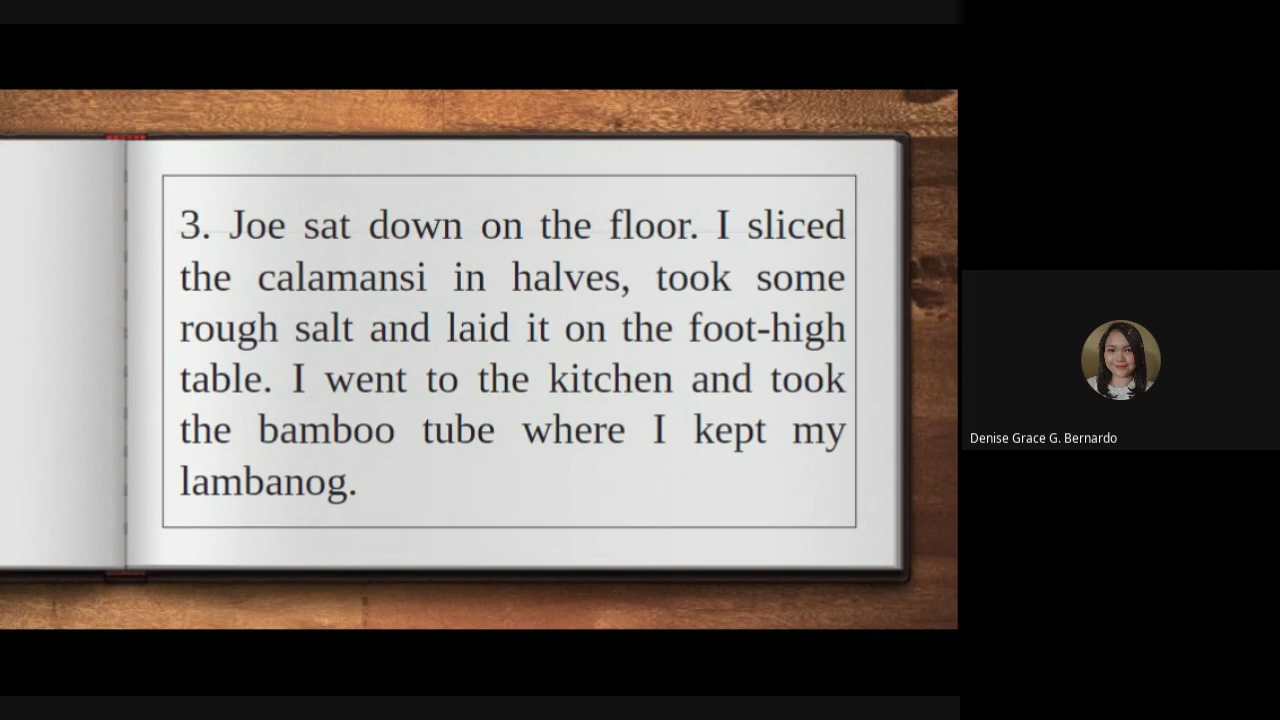 3. Joe sat down on the floor. I sliced
the calamansi in halves, took some
rough salt and laid it on the foot-high
table. I went to the kitchen and took
the bamboo tube where I kept my
lambanog.
Denise Grace G. Bernardo